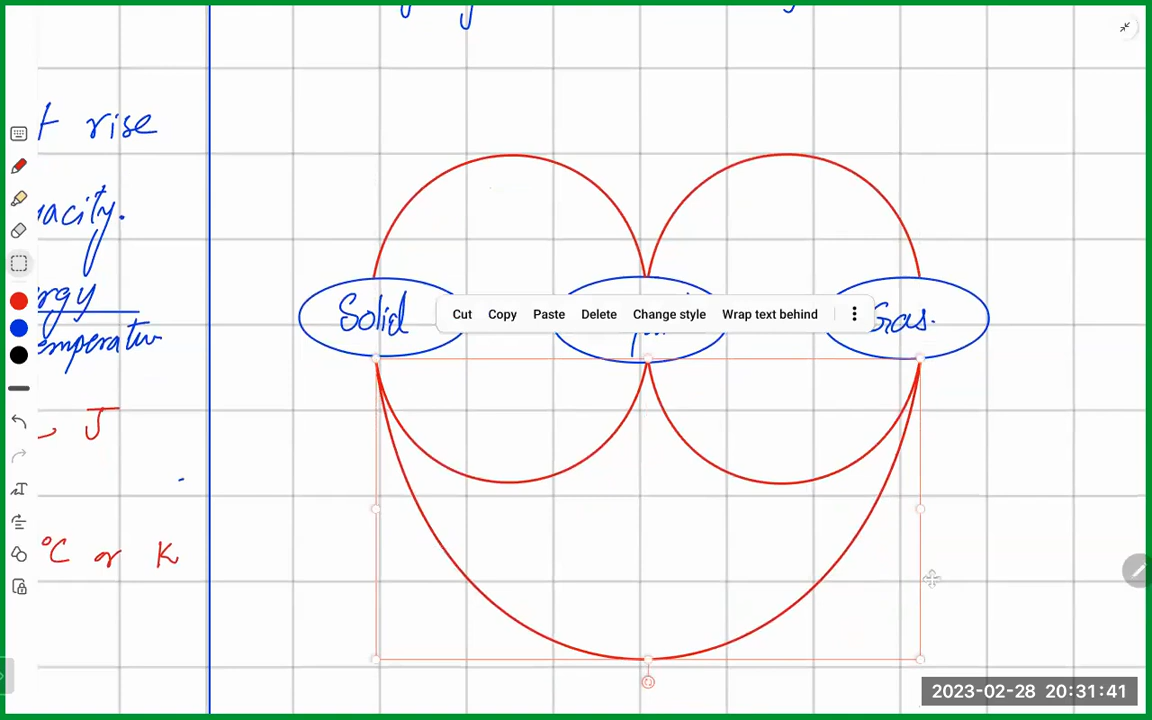 rise
acity.
rgy
emperatur
J
°C or K
Solid
Gas.
Cut Copy Paste Delete Change style Wrap text behind
2023-02-28 20:31:41